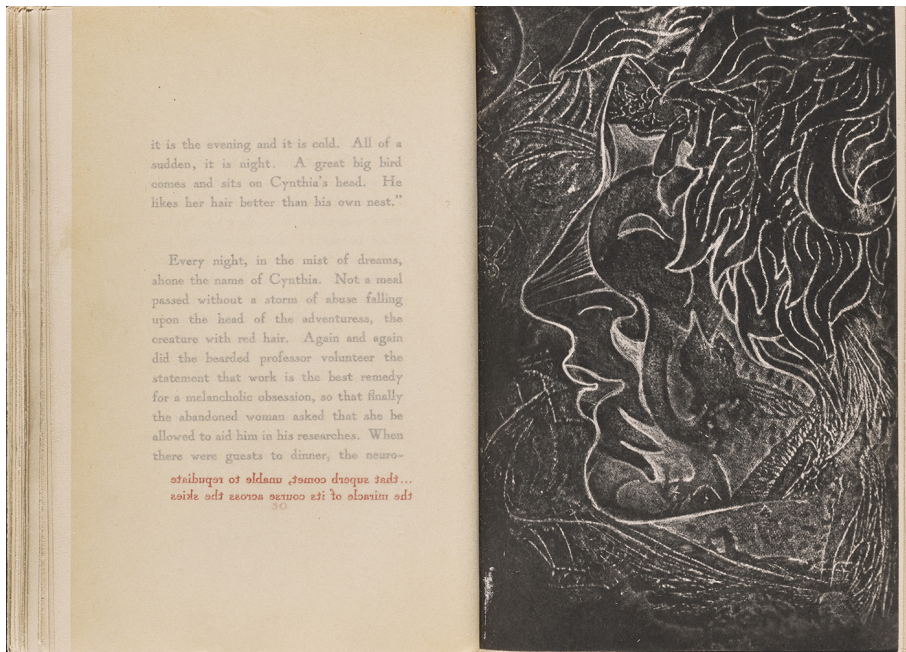 it is the evening and it is cold. All of a
sudden, it is night. A great big bird
comes and sits on Cynthia's head. He
likes her hair better than his own nest."
Every night, in the mist of dreams,
shone the name of Cynthia. Not a meal
passed without a storm of abuse falling
upon the head of the adventuress, the
creature with red hair. Again and again
did the bearded professor volunteer the
statement that work is the best remedy
for a melancholic obsession, so that finally
the abandoned woman asked that she be
allowed to aid him in his researches. When
there were guests to dinner, the neuro-
...that superb comet, unable to repudiate
the miracle of its course across the skies